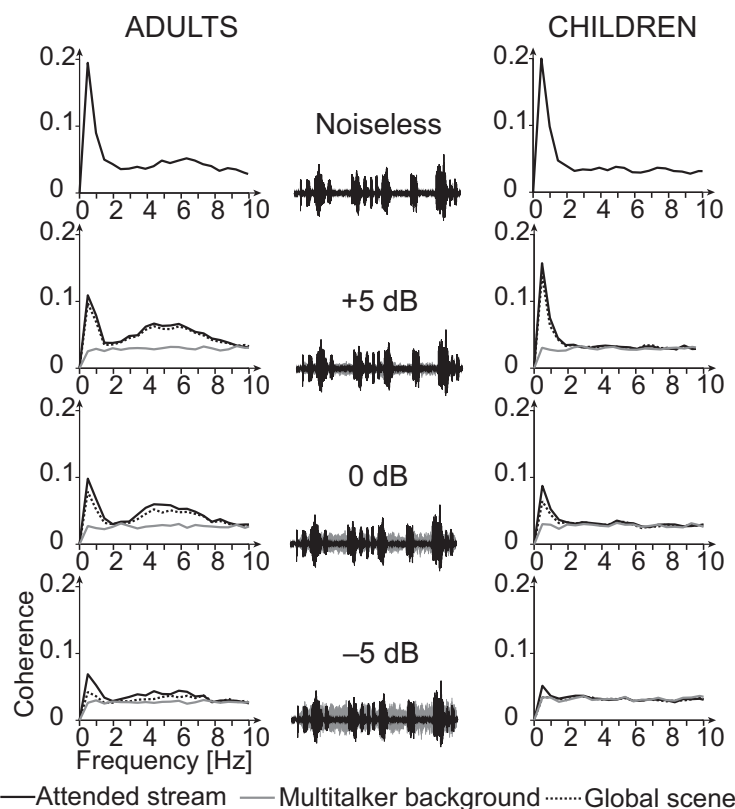 ADULTS CHILDREN
0.2 0.2
0.1 Noiseless 0.1
0 0
0 2 4 6 8 10 0 2 4 6 8 10
0.2 0.2
0.1 +5 dB 0.1
0 0
0 2 4 6 8 10 0 2 4 6 8 10
0.2 0.2
0.1 0 dB 0.1
0 0
0 2 4 6 8 10 0 2 4 6 8 10
0.2 0.2
Coherence
0.1 –5 dB 0.1
0 0
0 2 4 6 8 10 0 2 4 6 8 10
Frequency [Hz]
Attended stream Multitalker background Global scene